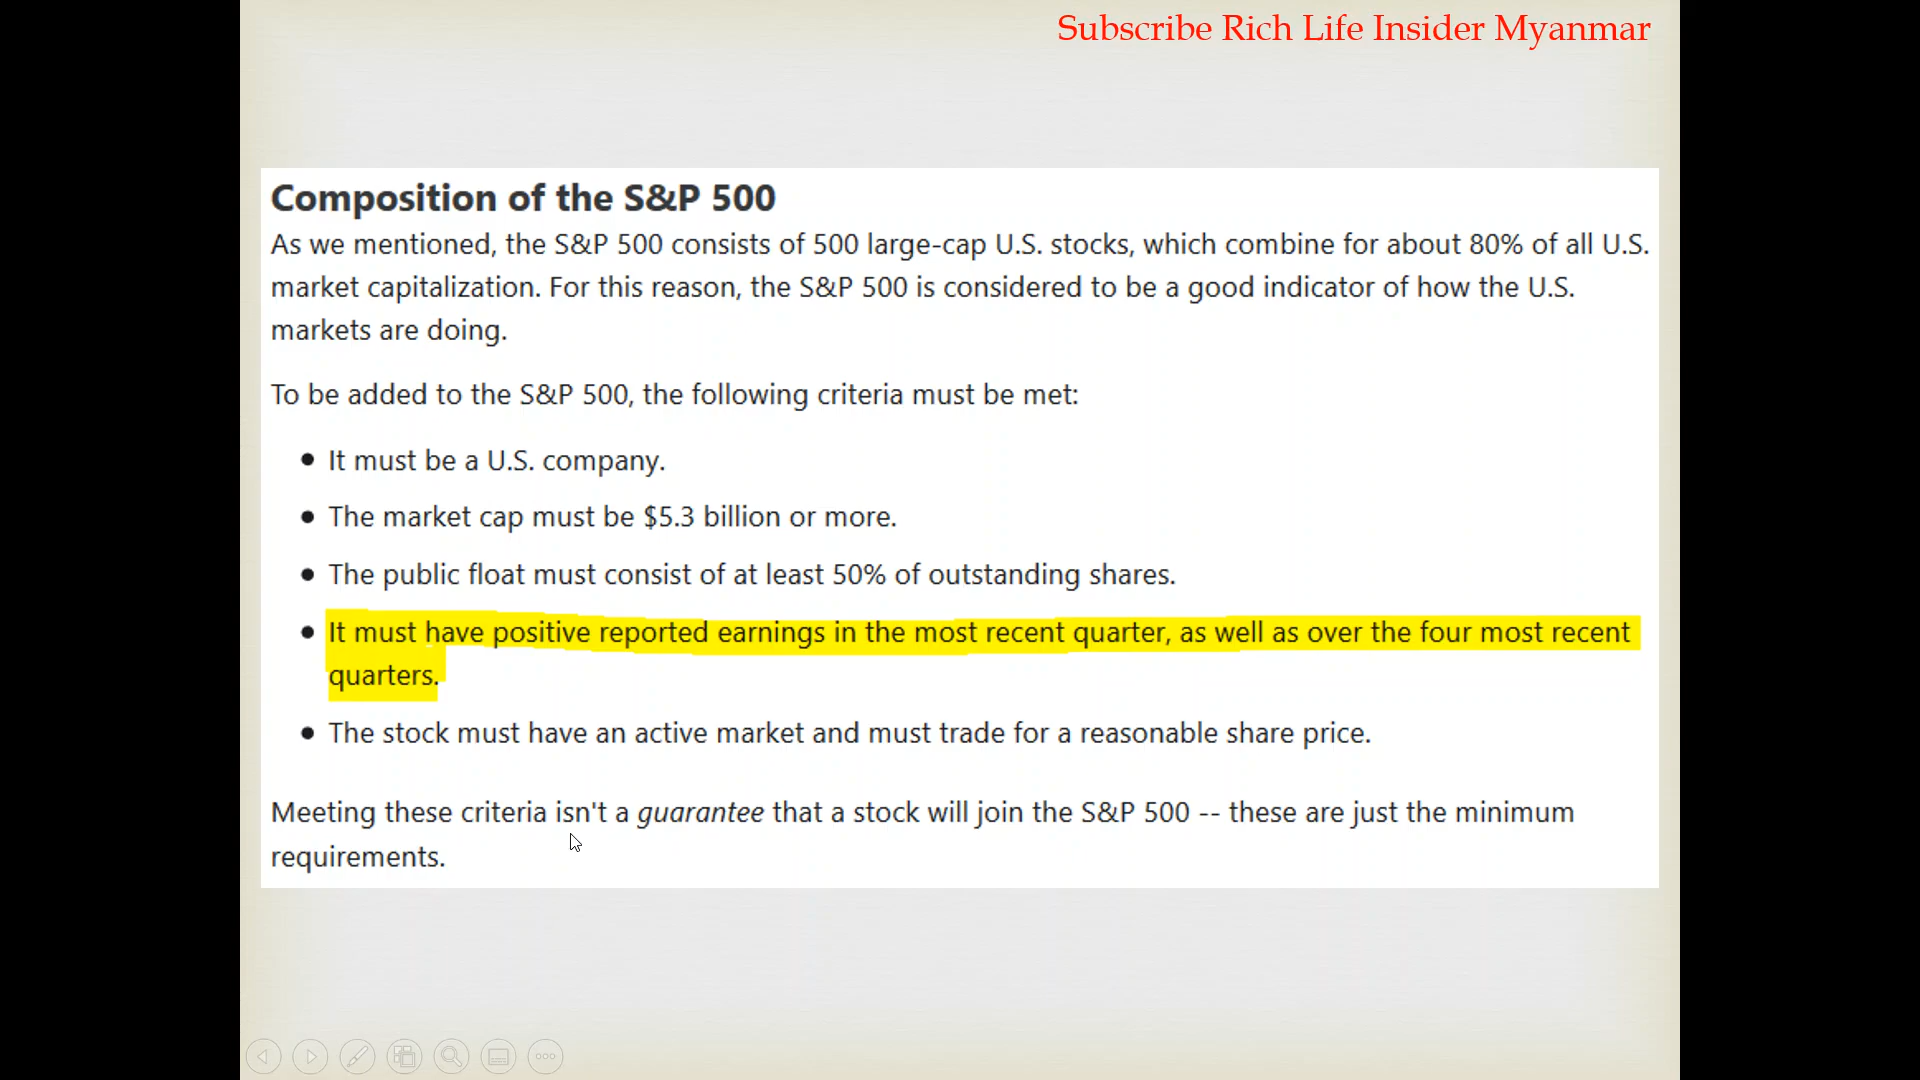 Subscribe Rich Life Insider Myanmar
Composition of the S&P 500
As we mentioned, the S&P 500 consists of 500 large-cap U.S. stocks, which combine for about 80% of all U.S.
market capitalization. For this reason, the S&P 500 is considered to be a good indicator of how the U.S.
markets are doing.
To be added to the S&P 500, the following criteria must be met:
• It must be a U.S. company.
• The market cap must be $5.3 billion or more.
• The public float must consist of at least 50% of outstanding shares.
• It must have positive reported earnings in the most recent quarter, as well as over the four most recent
quarters.
• The stock must have an active market and must trade for a reasonable share price.
Meeting these criteria isn't a guarantee that a stock will join the S&P 500 -- these are just the minimum
requirements.